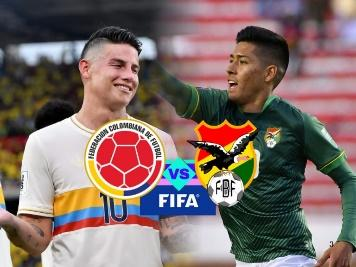 FEDERACION COLOMBIANA DE FUTBOL
VS
FBF
FIFA
10